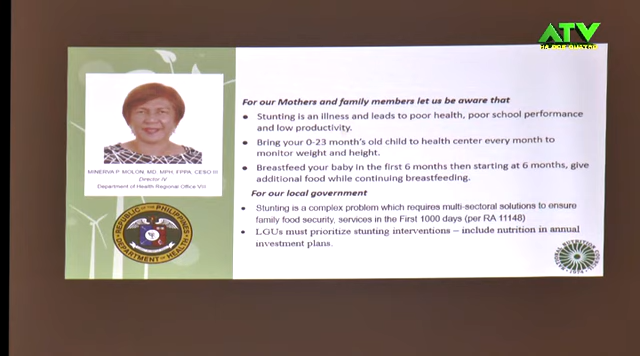 ATV
For our Mothers and family members let us be aware that
● Stunting is an illness and leads to poor health, poor school performance
and low productivity.
● Bring your 0-23 month's old child to health center every month to
monitor weight and height.
● Breastfeed your baby in the first 6 months then starting at 6 months, give
additional food while continuing breastfeeding.
For our local government
● Stunting is a complex problem which requires multi-sectoral solutions to ensure
family food security, services in the First 1000 days (per RA 11148)
● LGUs must prioritize stunting interventions – include nutrition in annual
investment plans.
MINERVA P. MOLON, MD, MPH, FPPA, CESO III
Director IV
Department of Health Regional Office VIII
REPUBLIC OF THE PHILIPPINES
DEPARTMENT OF HEALTH
NUTRITION
1974